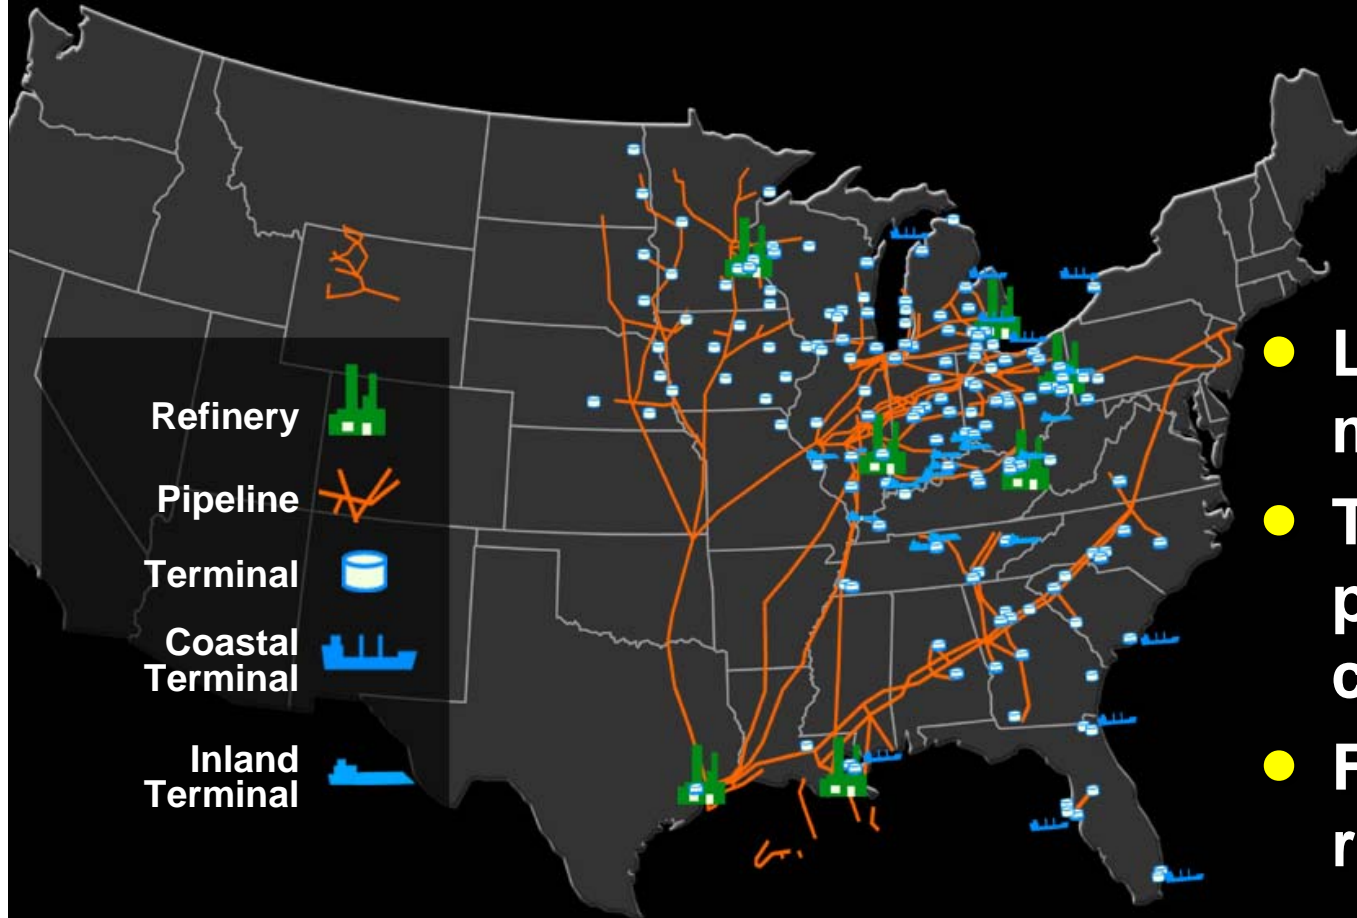 Refinery
Pipeline
Terminal
Coastal
Terminal
Inland
Terminal